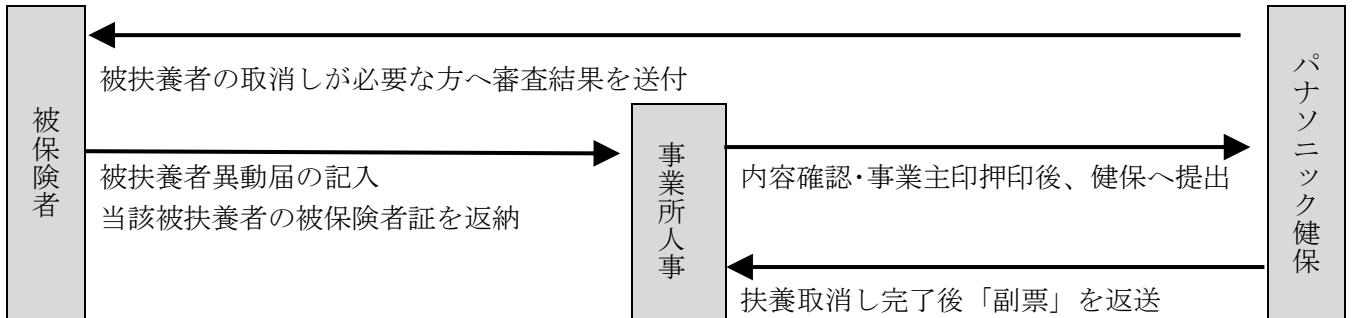 被扶養者の取消しが必要な方へ審査結果を送付
被保険者
被扶養者異動届の記入
当該被扶養者の被保険者証を返納
事業所人事
内容確認・事業主印押印後、健保へ提出
扶養取消し完了後「副票」を返送
パナソニック健保